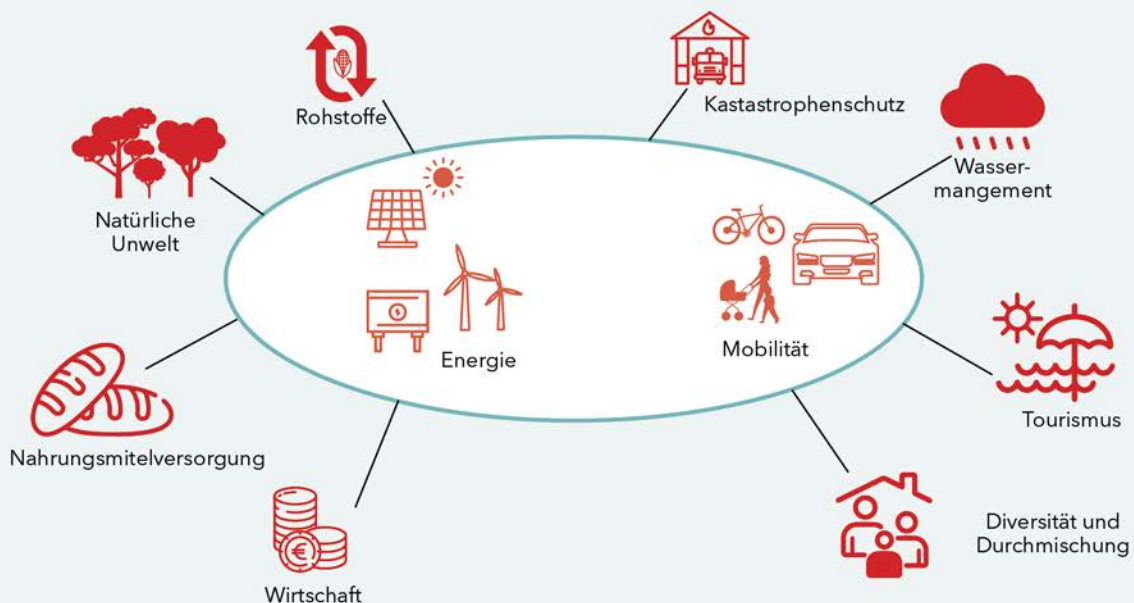 Rohstoffe
Kastastrophenschutz
Wasser-
mangement
Natürliche
Unwelt
Energie
Mobilität
Nahrungsmitelversorgung
Tourismus
Diversität und
Durchmischung
€
Wirtschaft